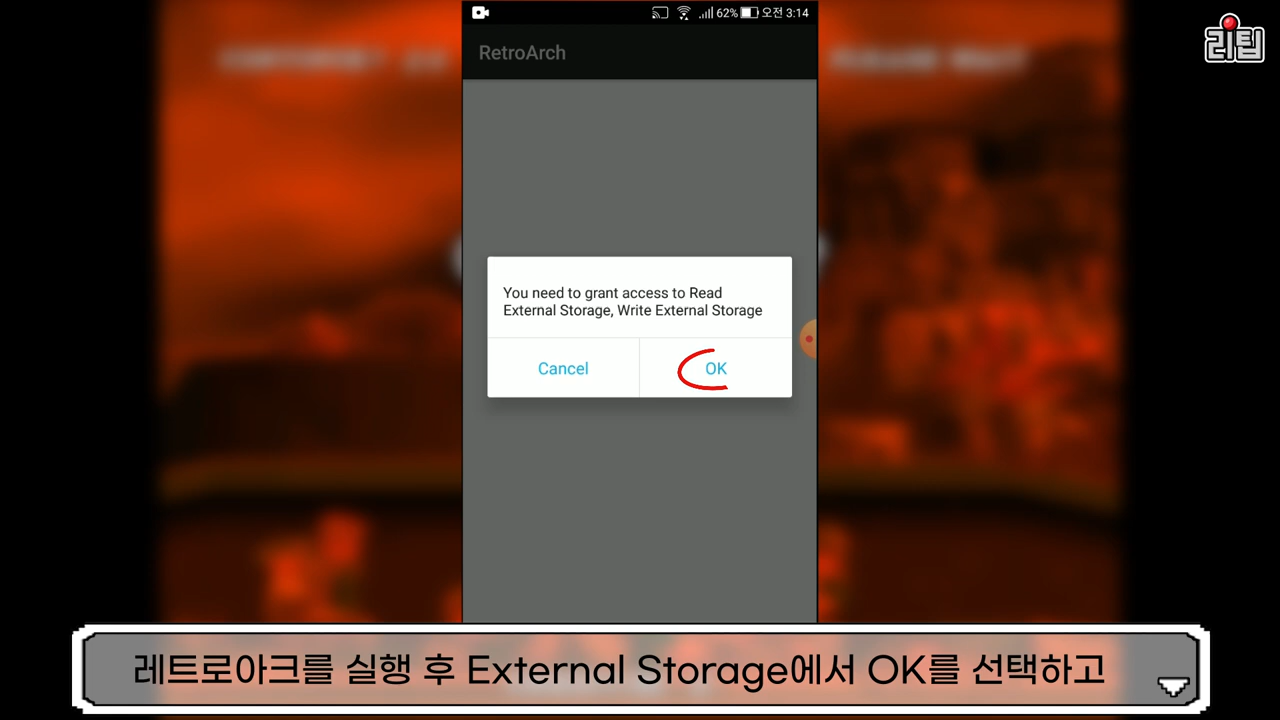 62% 오전 3:14
리팁
RetroArch
You need to grant access to Read
External Storage, Write External Storage
Cancel OK
레트로아크를 실행 후 External Storage에서 OK를 선택하고